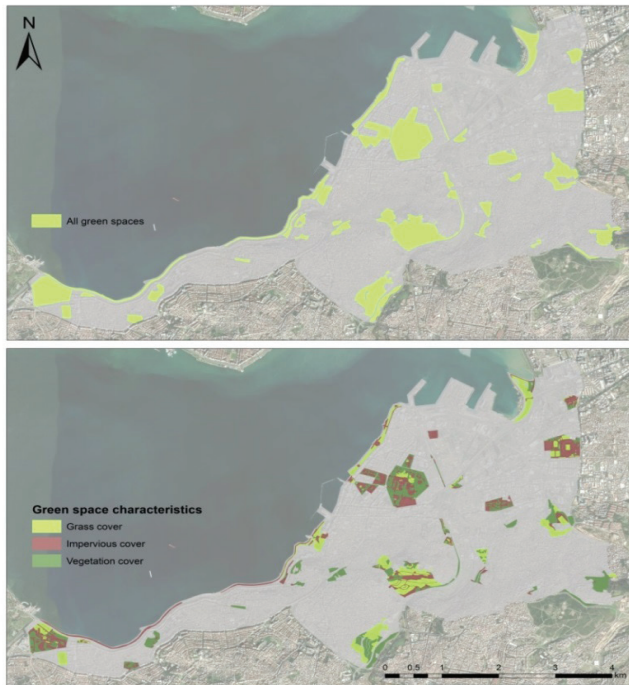 N
All green spaces
Green space characteristics
Grass cover
Impervious cover
Vegetation cover
0 0.5 1 2 3 4
km